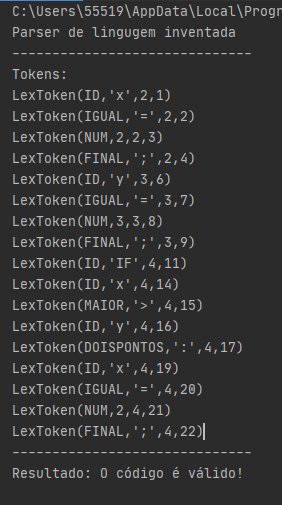 C:\Users\55519\AppData\Local\Progr
Parser de lingugem inventada
------------------------------
Tokens:
LexToken(ID,'x',2,1)
LexToken(IGUAL,'=',2,2)
LexToken(NUM,2,2,3)
LexToken(FINAL,';',2,4)
LexToken(ID,'y',3,6)
LexToken(IGUAL,'=',3,7)
LexToken(NUM,3,3,8)
LexToken(FINAL,';',3,9)
LexToken(ID,'IF',4,11)
LexToken(ID,'x',4,14)
LexToken(MAIOR,'>',4,15)
LexToken(ID,'y',4,16)
LexToken(DOISPONTOS,':',4,17)
LexToken(ID,'x',4,19)
LexToken(IGUAL,'=',4,20)
LexToken(NUM,2,4,21)
LexToken(FINAL,';',4,22)
------------------------------
Resultado: O código é válido!